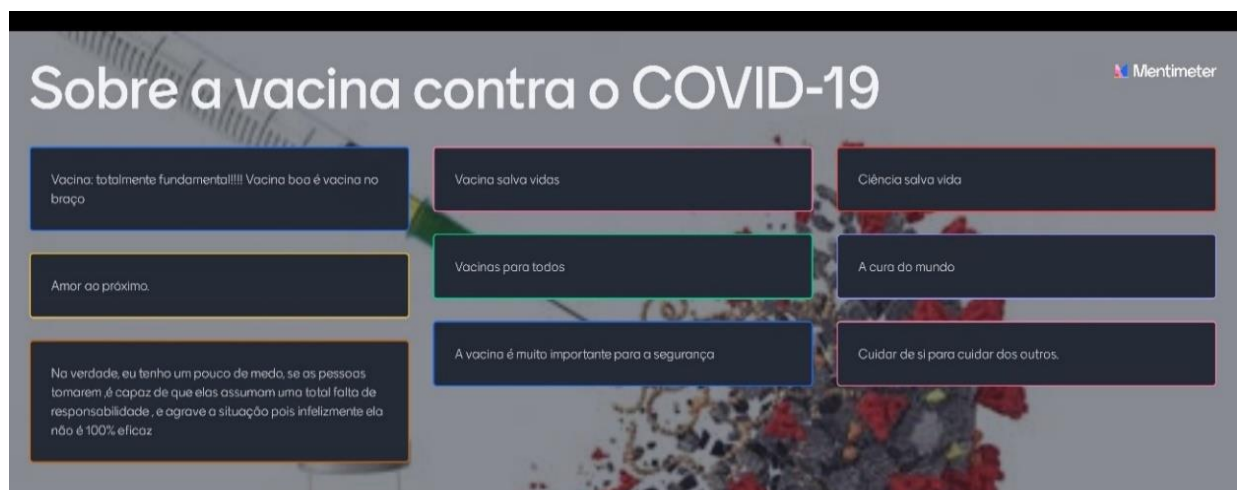 Sobre a vacina contra o COVID-19
Mentimeter
Vacina: totalmente fundamental!!!! Vacina boa é vacina no
braço
Amor ao próximo.
Na verdade, eu tenho um pouco de medo, se as pessoas
tomarem ,é capaz de que elas assumam uma total falta de
responsabilidade , e agrave a situação pois infelizmente ela
não é 100% eficaz
Vacina salva vidas
Vacinas para todos
A vacina é muito importante para a segurança
Ciência salva vida
A cura do mundo
Cuidar de si para cuidar dos outros.